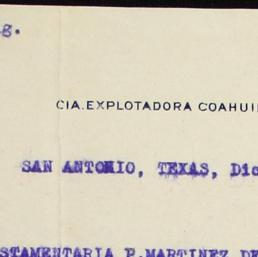 g.
CIA.EXPLOTADORA COAHUI
SAN ANTONIO, TEXAS, Dic
STAMENTARIA P.MARTINEZ DE